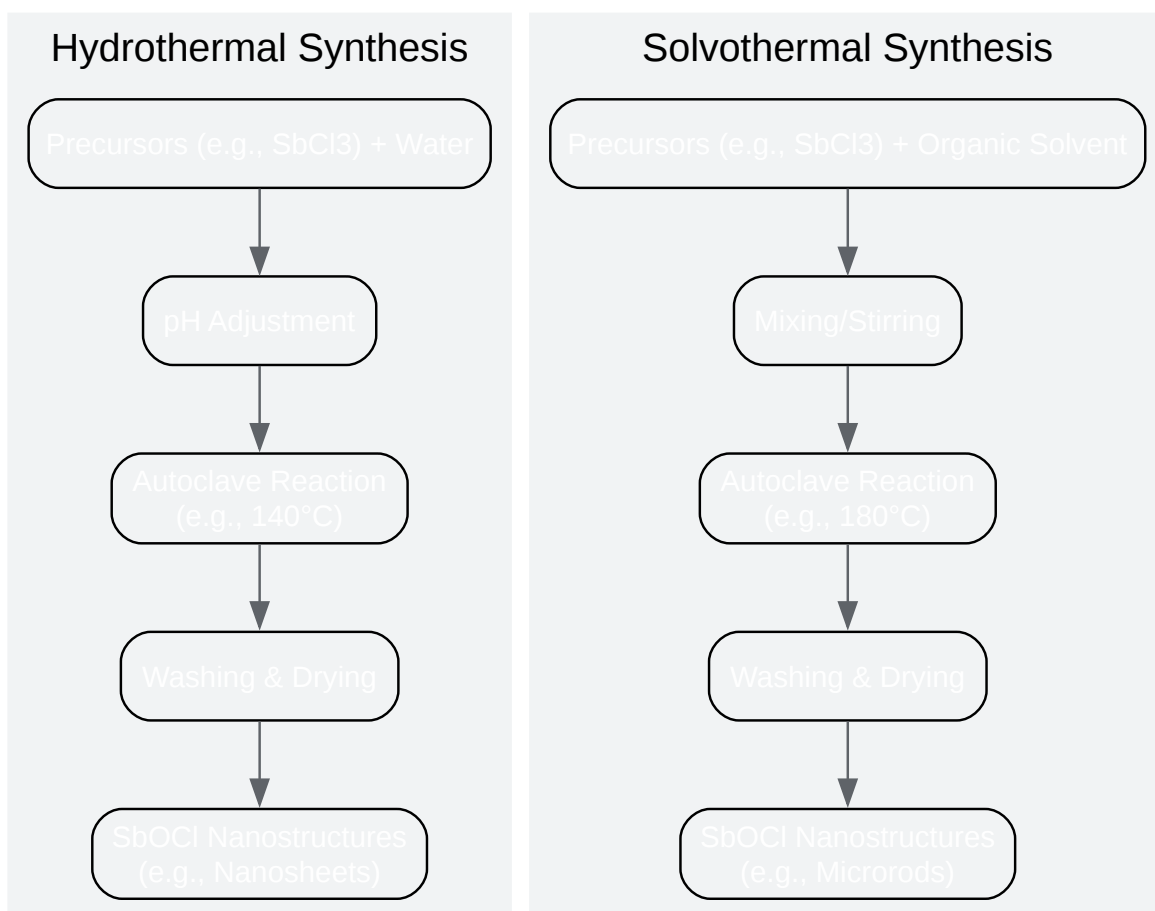 Hydrothermal Synthesis
Precursors (e.g., SbCl3) + Water
pH Adjustment
Autoclave Reaction
(e.g., 140°C)
Washing & Drying
SbOCl Nanostructures
(e.g., Nanosheets)
Solvothermal Synthesis
Precursors (e.g., SbCl3) + Organic Solvent
Mixing/Stirring
Autoclave Reaction
(e.g., 180°C)
Washing & Drying
SbOCl Nanostructures
(e.g., Microrods)